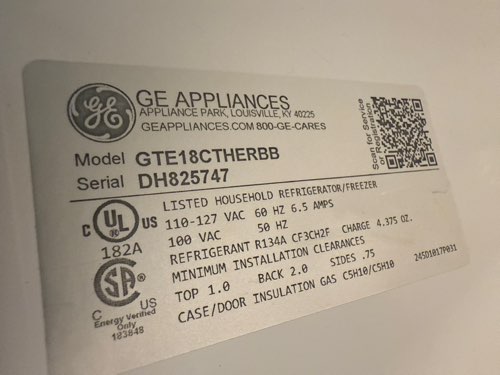 GE APPLIANCES
APPLIANCE PARK, LOUISVILLE, KY 40225
GEAPPLIANCES.COM 800-GE-CARES
Scan for Service
or Registration
Model GTE18CTHERBB
Serial DH825747
C UL US
182A
LISTED HOUSEHOLD REFRIGERATOR/FREEZER
110-127 VAC 60 HZ 6.5 AMPS
100 VAC 50 HZ
REFRIGERANT R134A CF3CH2F CHARGE 4.375 OZ.
MINIMUM INSTALLATION CLEARANCES
TOP 1.0 BACK 2.0 SIDES .75
CASE/DOOR INSULATION GAS C5H10/C5H10
245D1017P031
SA
C US
Energy Verified
Only
183848